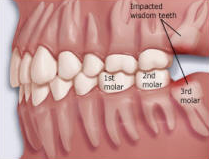 Impacted
wisdom teeth
1st
molar
2nd
molar
3rd
molar